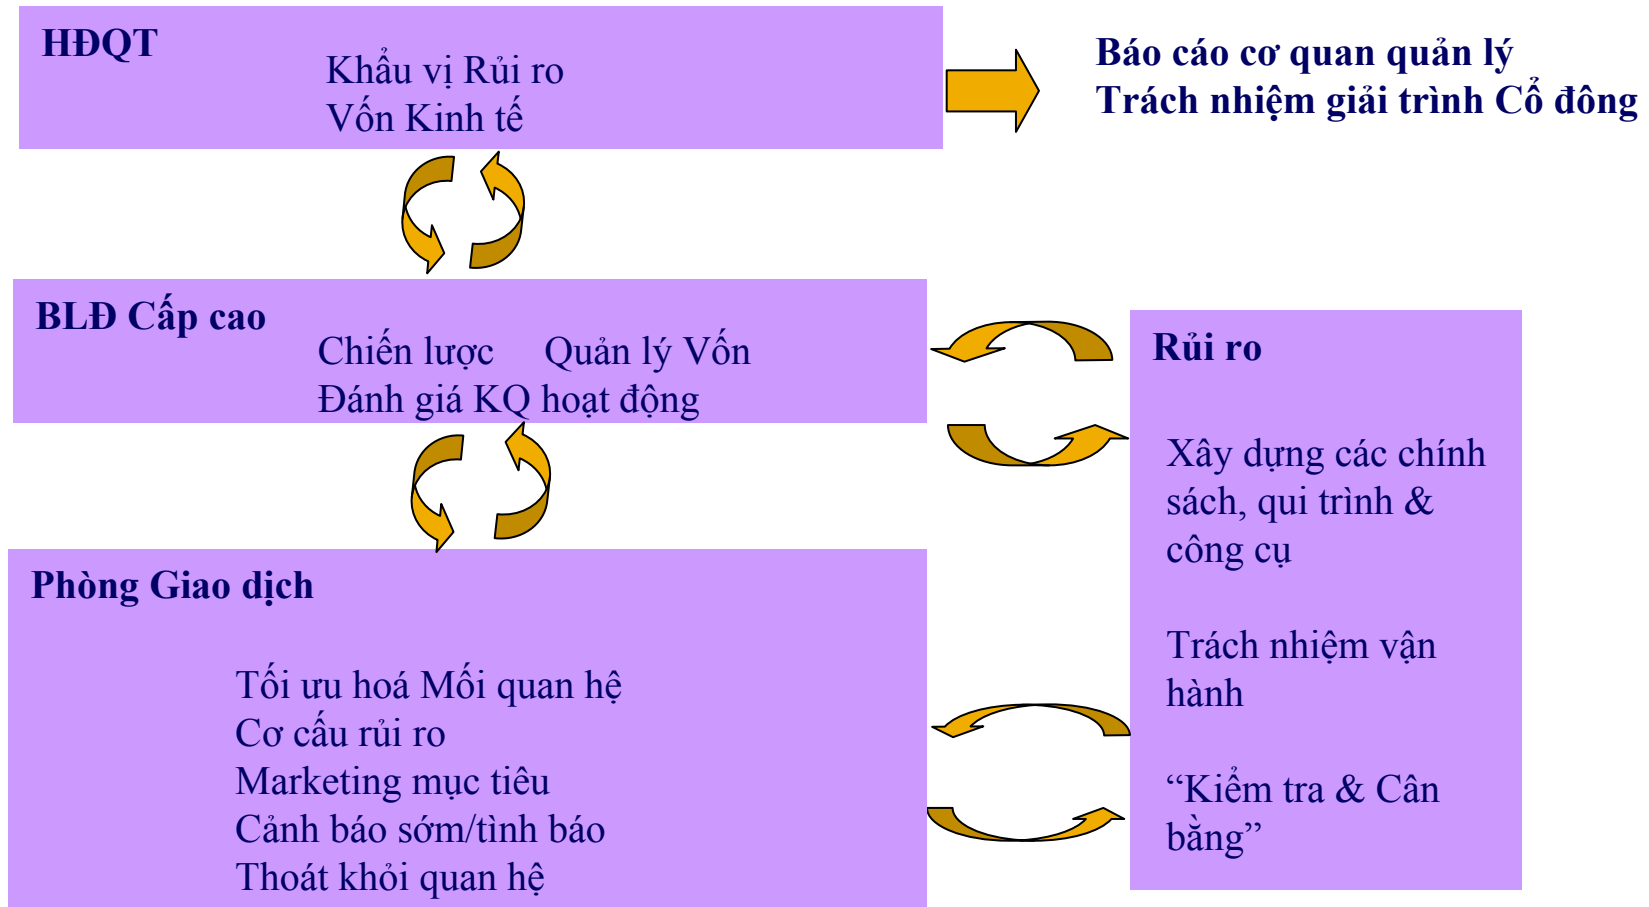 HĐQT
Khẩu vị Rủi ro
Vốn Kinh tế
Báo cáo cơ quan quản lý
Trách nhiệm giải trình Cổ đông
BLĐ Cấp cao
Chiến lược Quản lý Vốn
Đánh giá KQ hoạt động
Rủi ro
Xây dựng các chính
sách, qui trình &
công cụ
Trách nhiệm vận
hành
“Kiểm tra & Cân
bằng”
Phòng Giao dịch
Tối ưu hoá Mối quan hệ
Cơ cấu rủi ro
Marketing mục tiêu
Cảnh báo sớm/tình báo
Thoát khỏi quan hệ